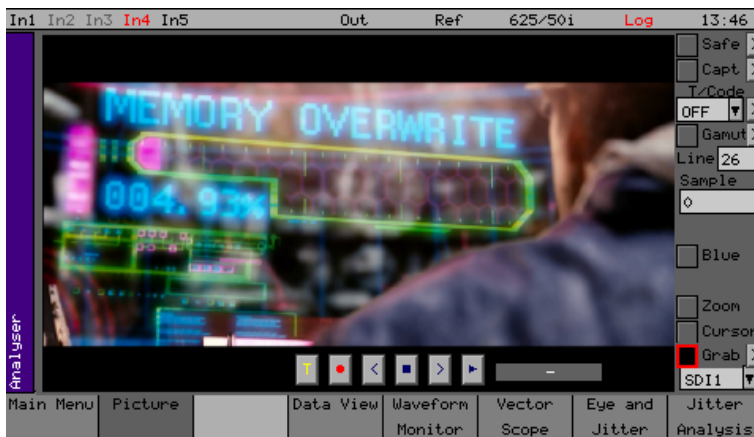 In1 In2 In3 In4 In5 Out Ref 625/50i Log 13:46
Safe
Capt
T/Code
OFF
Gamut
Line 26
Sample
0
Blue
Zoom
Cursor
Grab
SDI1
Analyser
MEMORY OVERWRITE
004.93%
T
Main Menu Picture Data View Waveform Monitor Vector Scope Eye and Jitter Jitter Analysis